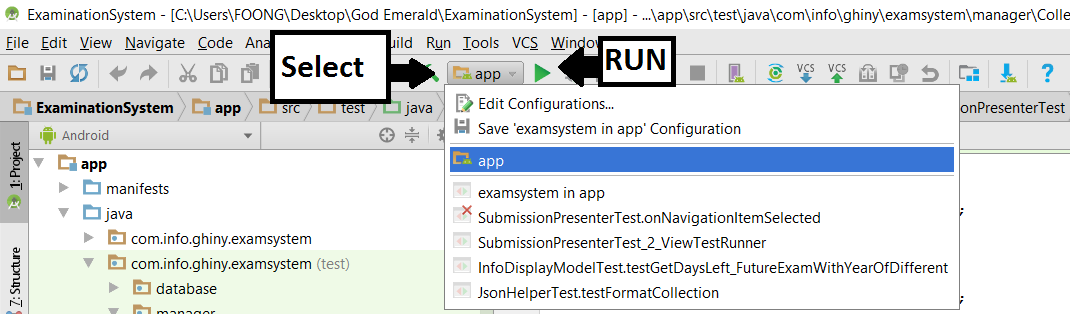 ExaminationSystem - [C:\Users\FOONG\Desktop\God Emerald\ExaminationSystem] - [app] - ...\app\src\test\java\com\info\ghiny\examsystem\manager\Colle
File Edit View Navigate Code Ana uild Run Tools VCS Window
Select
RUN
app
VCS VCS
ExaminationSystem app src test java onPresenterTest
Android
1: Project
7: Structure
app
manifests
java
com.info.ghiny.examsystem
com.info.ghiny.examsystem (test)
database
manager
Edit Configurations...
Save 'examsystem in app' Configuration
app
examsystem in app
SubmissionPresenterTest.onNavigationItemSelected
SubmissionPresenterTest_2_ViewTestRunner
InfoDisplayModelTest.testGetDaysLeft_FutureExamWithYearOfDifferent
JsonHelperTest.testFormatCollection